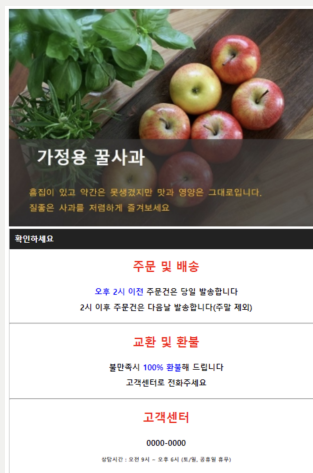 가정용 꿀사과
흠집이 있고 약간은 못생겼지만 맛과 영양은 그대로입니다.
질좋은 사과를 저렴하게 즐겨보세요
확인하세요
주문 및 배송
오후 2시 이전 주문건은 당일 발송합니다
2시 이후 주문건은 다음날 발송합니다(주말 제외)
교환 및 환불
불만족시 100% 환불해 드립니다
고객센터로 전화주세요
고객센터
0000-0000
상담시간 : 오전 9시 ~ 오후 6시 (토/일, 공휴일 휴무)